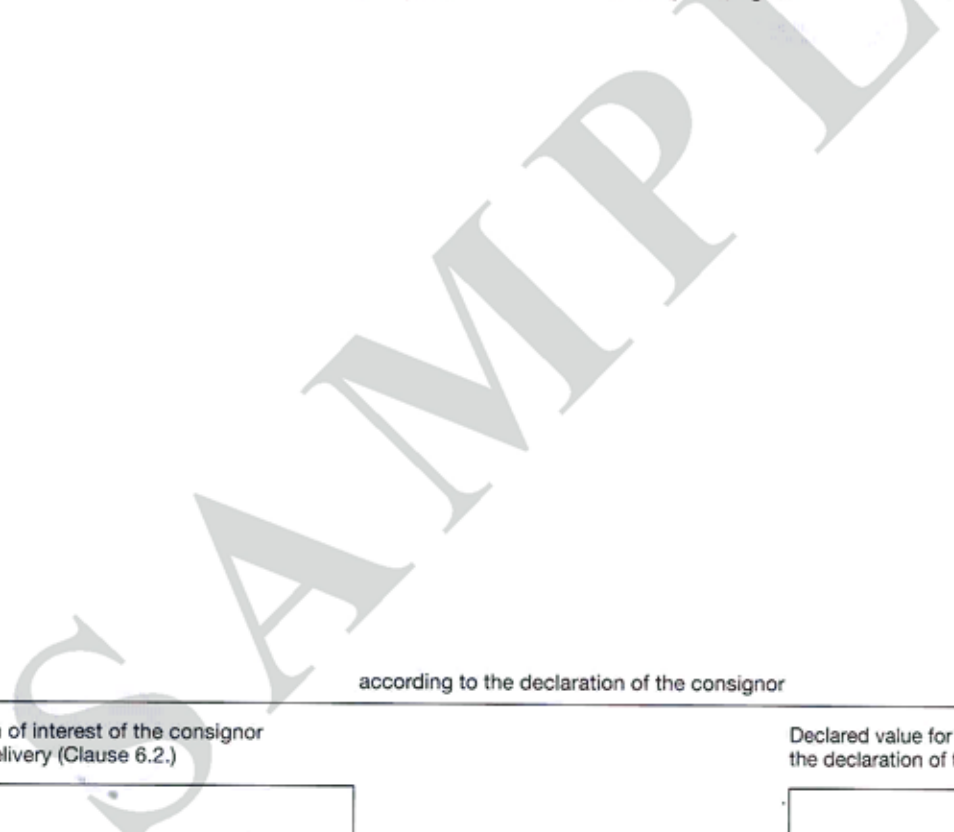 SAMPL
according to the declaration of the consignor
of interest of the consignor
elivery (Clause 6.2.)
Declared value for
the declaration of